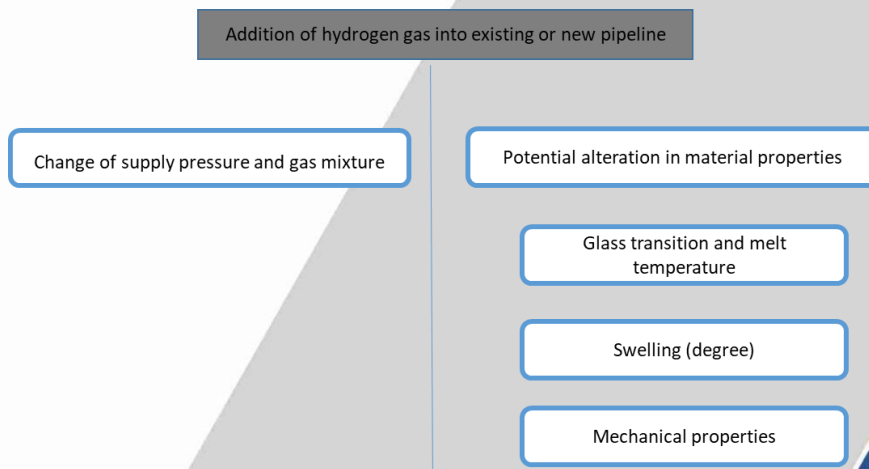 Addition of hydrogen gas into existing or new pipeline
Change of supply pressure and gas mixture
Potential alteration in material properties
Glass transition and melt
temperature
Swelling (degree)
Mechanical properties